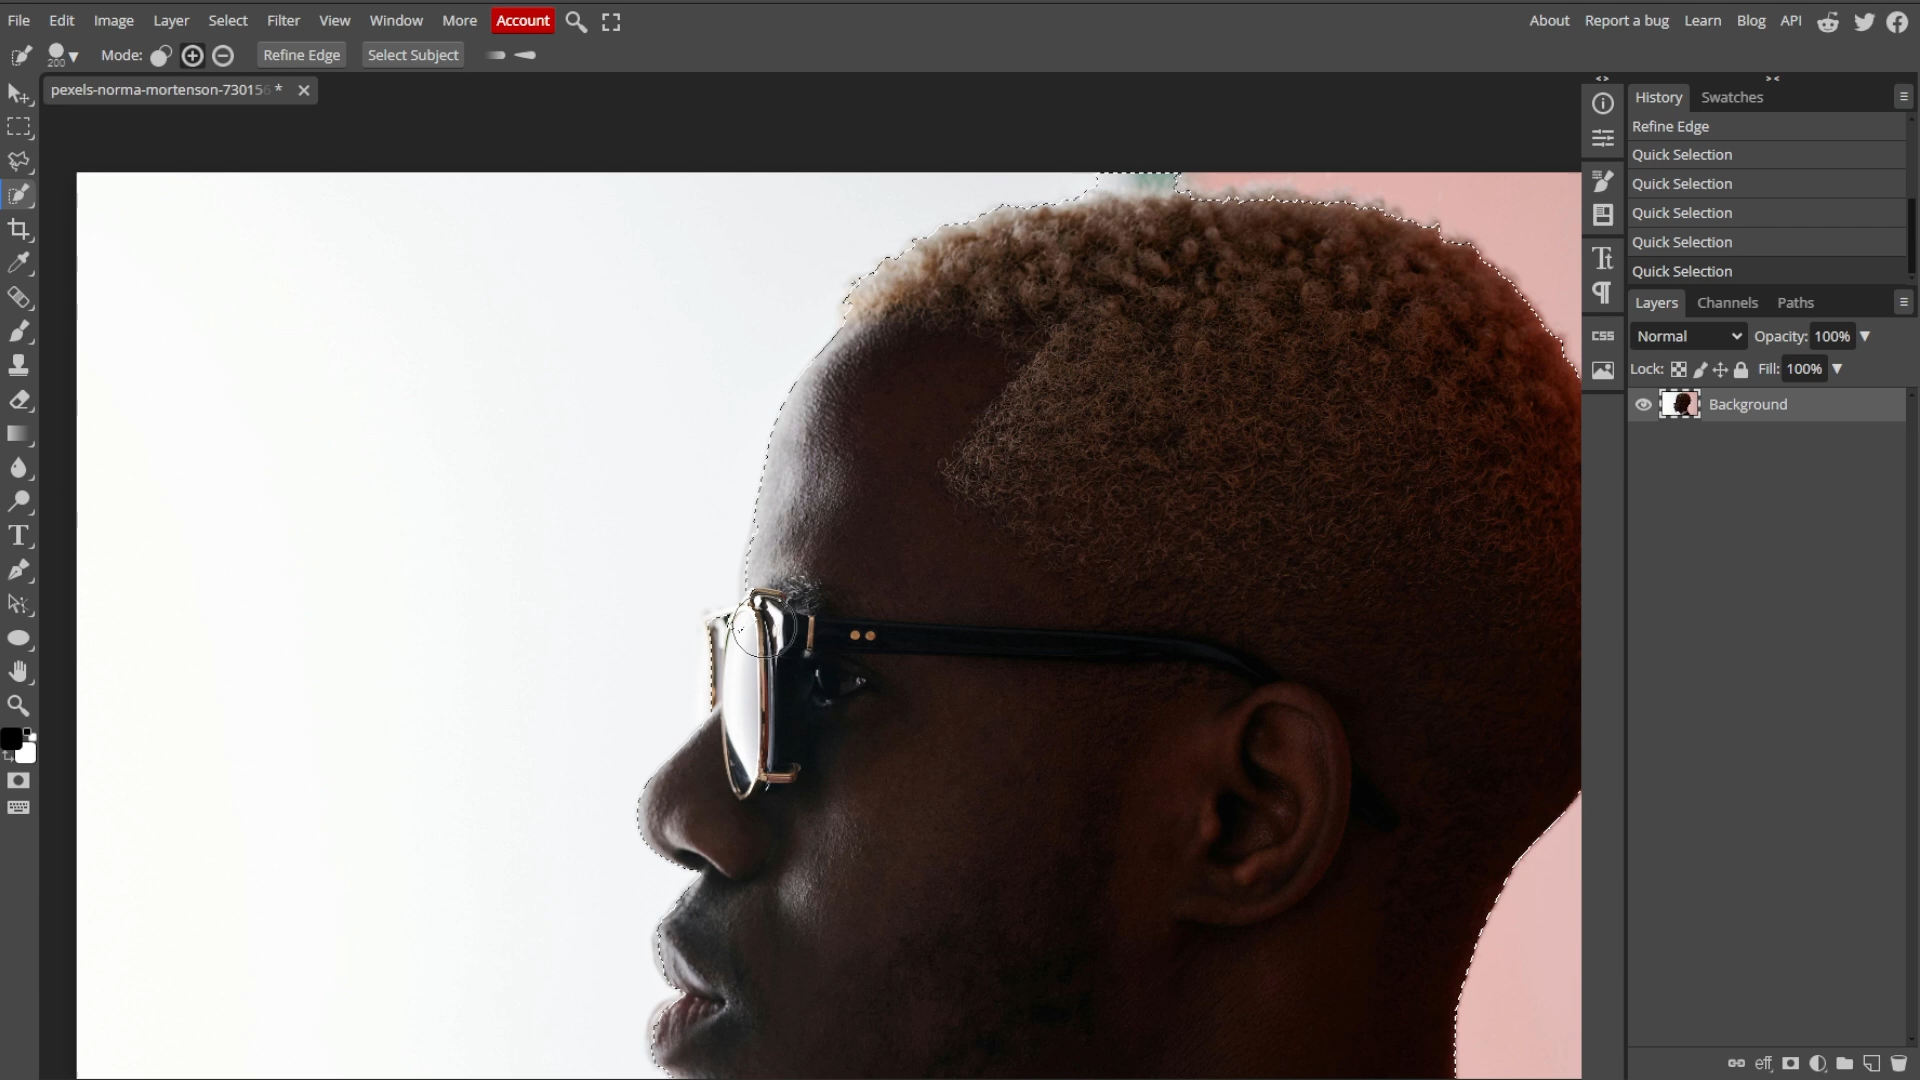 File Edit Image Layer Select Filter View Window More Account
About Report a bug Learn Blog API
200 Mode: Refine Edge Select Subject
pexels-norma-mortenson-730156 *
History Swatches
Refine Edge
Quick Selection
Quick Selection
Quick Selection
Quick Selection
Quick Selection
Layers Channels Paths
Normal Opacity: 100%
Lock: Fill: 100%
Background
CSS
eff